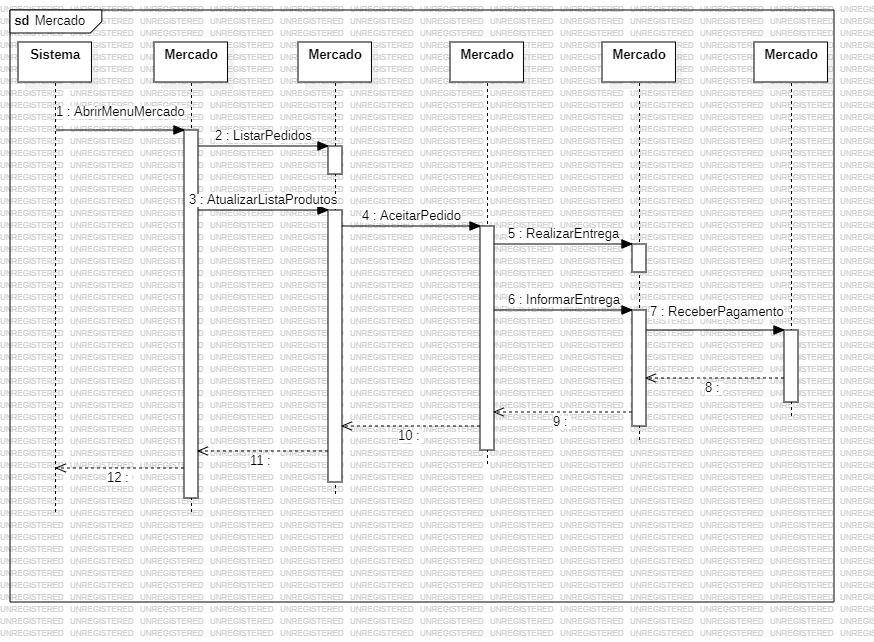 sd Mercado
Sistema
Mercado
Mercado
Mercado
Mercado
Mercado
1 : AbrirMenuMercado
2 : ListarPedidos
3 : AtualizarListaProdutos
4 : AceitarPedido
5 : RealizarEntrega
6 : InformarEntrega
7 : ReceberPagamento
8 :
9 :
10 :
11 :
12 :
UNREGISTERED